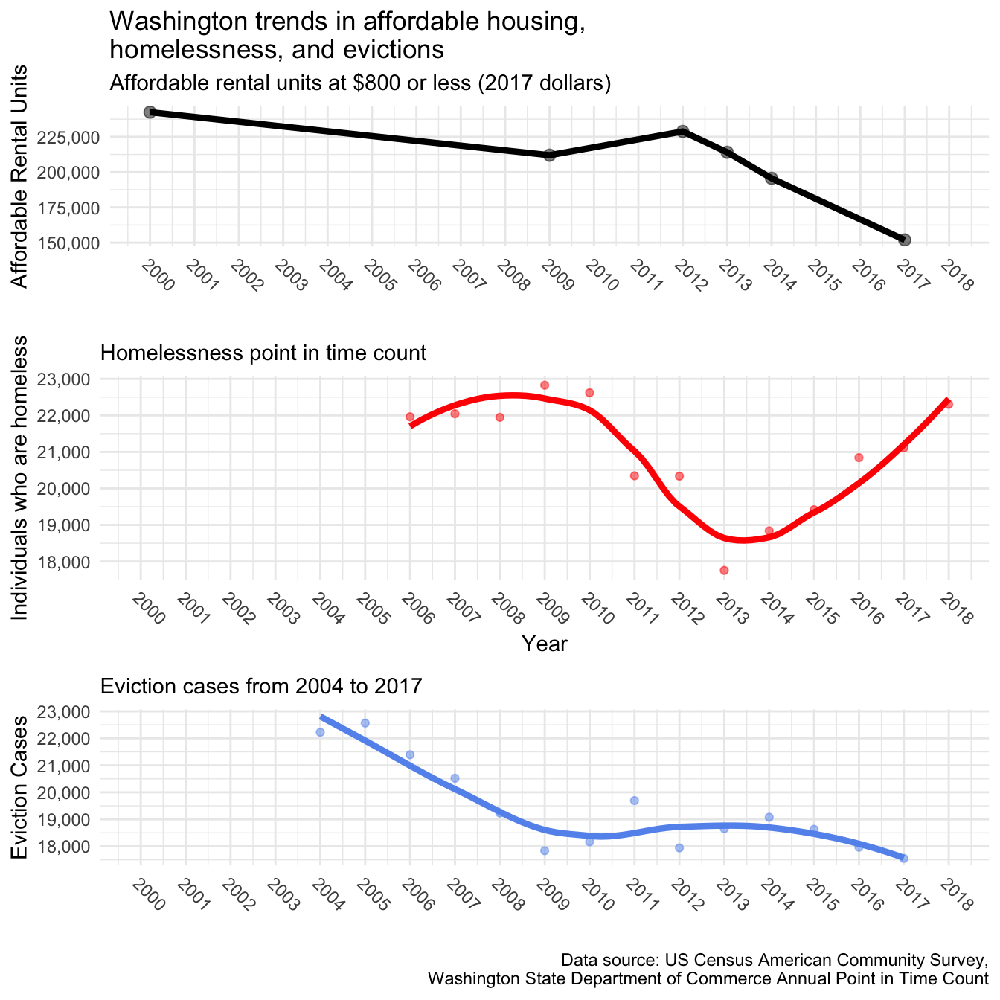 Washington trends in affordable housing,
homelessness, and evictions
Affordable rental units at $800 or less (2017 dollars)
Affordable Rental Units
225,000
200,000
175,000
150,000
2000 2001 2002 2003 2004 2005 2006 2007 2008 2009 2010 2011 2012 2013 2014 2015 2016 2017 2018
Homelessness point in time count
Individuals who are homeless
23,000
22,000
21,000
20,000
19,000
18,000
2000 2001 2002 2003 2004 2005 2006 2007 2008 2009 2010 2011 2012 2013 2014 2015 2016 2017 2018
Year
Eviction cases from 2004 to 2017
Eviction Cases
23,000
22,000
21,000
20,000
19,000
18,000
2000 2001 2002 2003 2004 2005 2006 2007 2008 2009 2010 2011 2012 2013 2014 2015 2016 2017 2018
Data source: US Census American Community Survey,
Washington State Department of Commerce Annual Point in Time Count